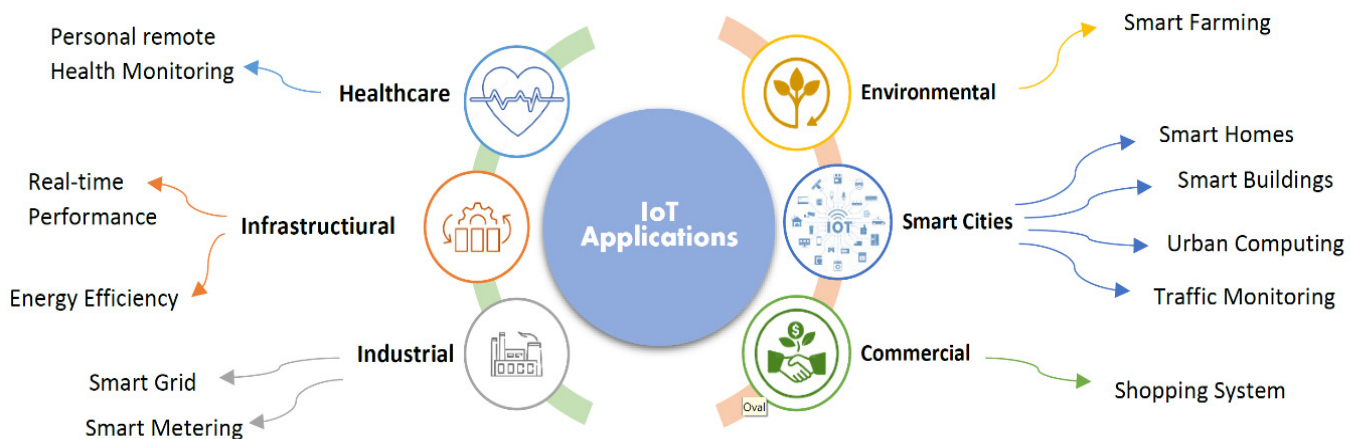 Personal remote
Health Monitoring
Healthcare
Real-time
Performance
Infrastructiural
Energy Efficiency
Industrial
Smart Grid
Smart Metering
IoT
Applications
Environmental
Smart Farming
IOT
Smart Cities
Smart Homes
Smart Buildings
Urban Computing
Traffic Monitoring
$
Commercial
Shopping System
Oval